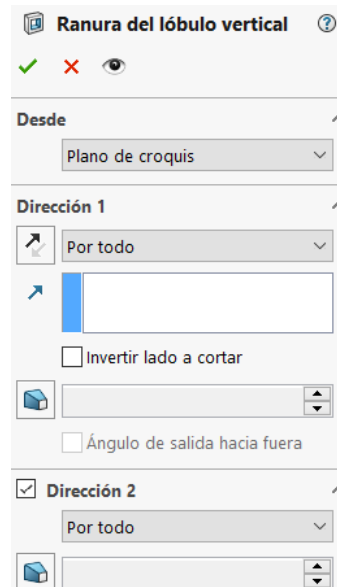 Ranura del lóbulo vertical
Desde
Plano de croquis
Dirección 1
Por todo
Invertir lado a cortar
Ángulo de salida hacia fuera
Dirección 2
Por todo